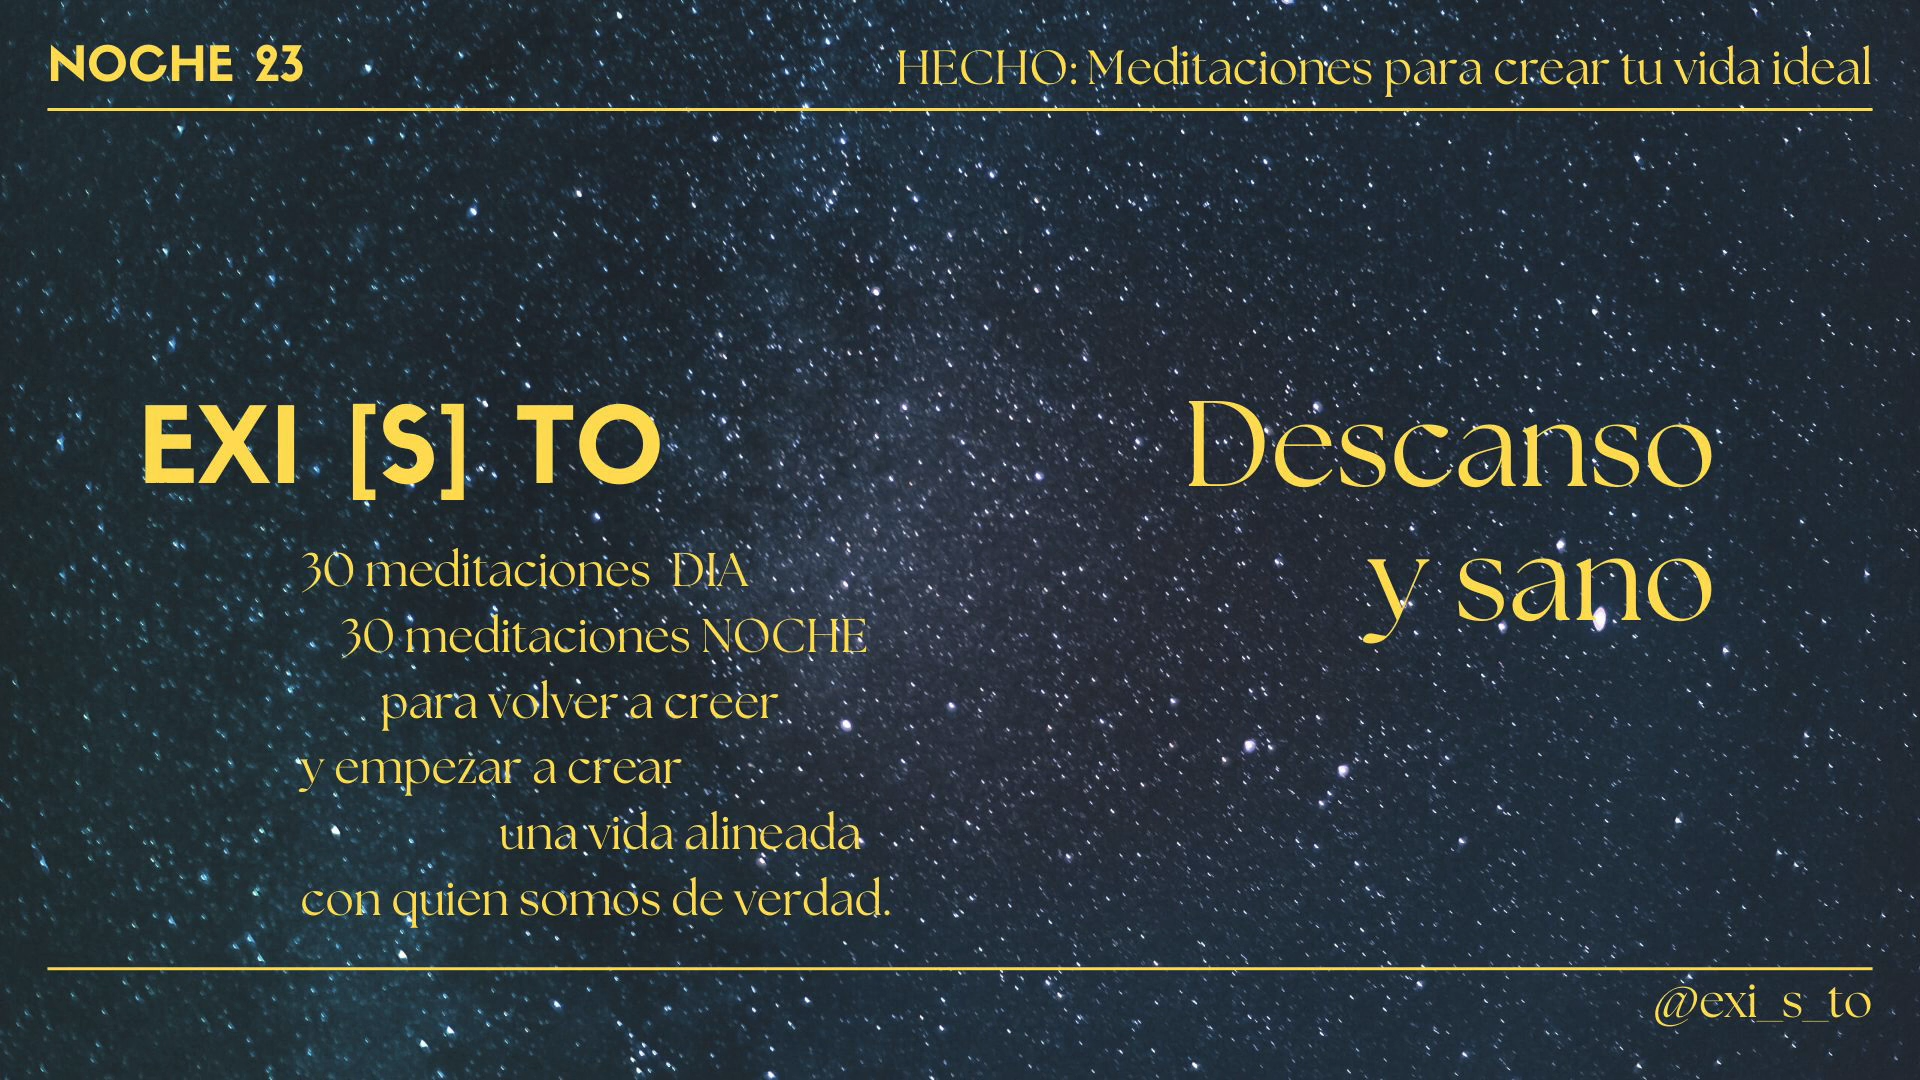 NOCHE 23
HECHO: Meditaciones para crear tu vida ideal
EXI [S] TO
30 meditaciones DIA
30 meditaciones NOCHE
para volver a creer
y empezar a crear
una vida alineada
con quien somos de verdad.
Descanso
y sano
@exi_s_to